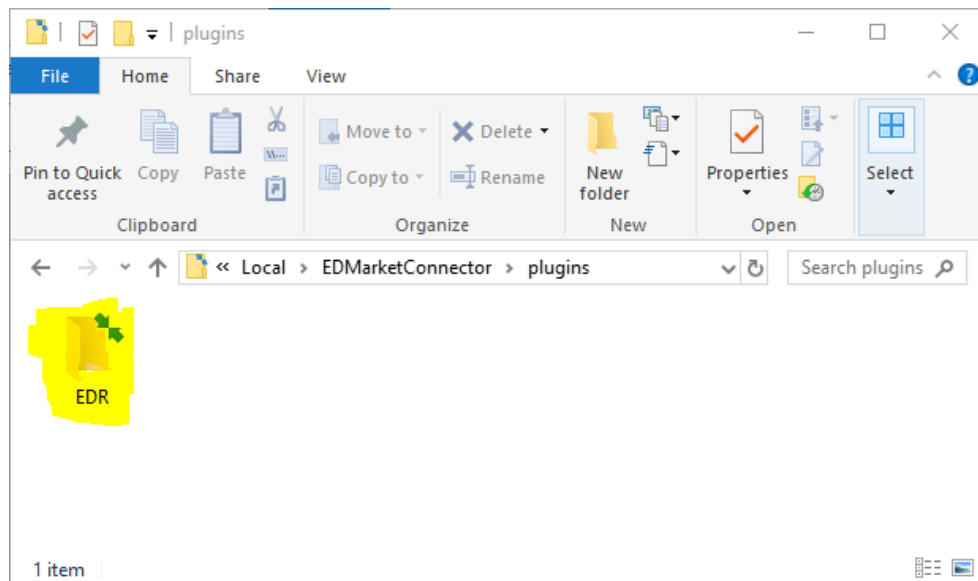 plugins
File Home Share View
Pin to Quick access
Copy
Paste
W...
Move to
Copy to
Delete
Rename
New folder
Properties
Select
Clipboard Organize New Open
« Local > EDMarketConnector > plugins
Search plugins
EDR
1 item